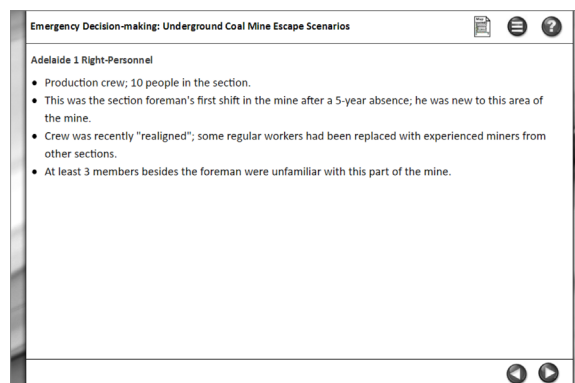 Emergency Decision-making: Underground Coal Mine Escape Scenarios
?
Adelaide 1 Right-Personnel
• Production crew; 10 people in the section.
• This was the section foreman's first shift in the mine after a 5-year absence; he was new to this area of
the mine.
• Crew was recently "realigned"; some regular workers had been replaced with experienced miners from
other sections.
• At least 3 members besides the foreman were unfamiliar with this part of the mine.